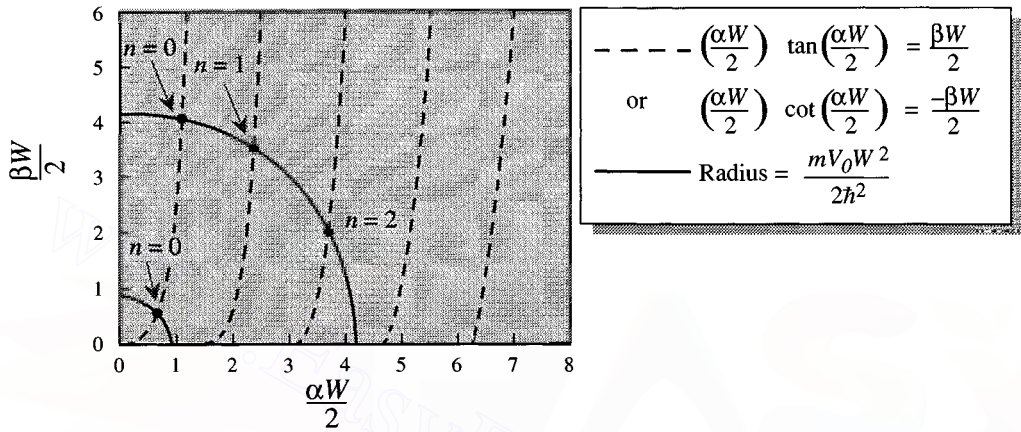 6
5
4
3
2
1
0
βW
2
n = 0
n = 1
n = 2
n = 0
0 1 2 3 4 5 6 7 8
αW
2
(αW/2) tan(αW/2) = βW/2
or (αW/2) cot(αW/2) = -βW/2
Radius = mV₀W²/2ħ²